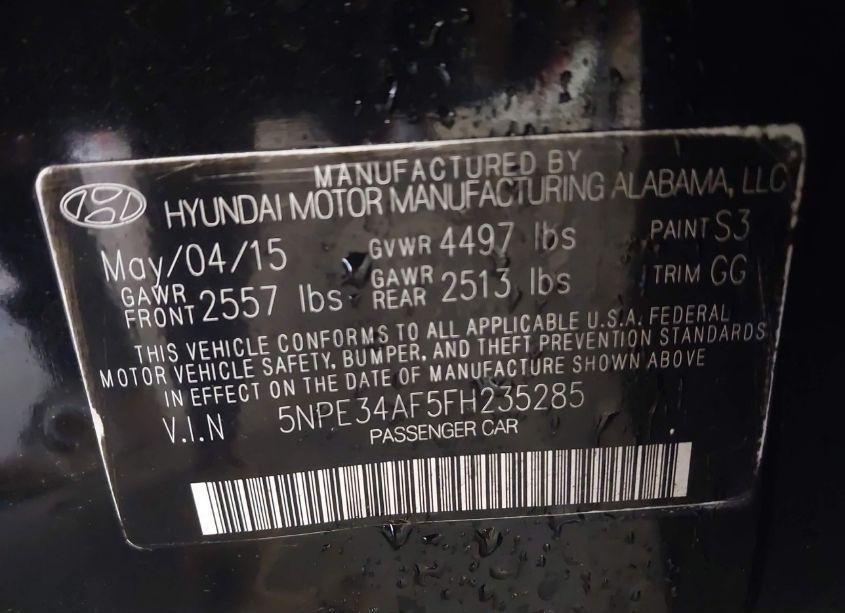 MANUFACTURED BY
HYUNDAI MOTOR MANUFACTURING ALABAMA, LLC
May/04/15 GVWR 4497 lbs PAINT S3
GAWR FRONT 2557 lbs GAWR REAR 2513 lbs TRIM GG
THIS VEHICLE CONFORMS TO ALL APPLICABLE U.S.A. FEDERAL
MOTOR VEHICLE SAFETY, BUMPER, AND THEFT PREVENTION STANDARDS
IN EFFECT ON THE DATE OF MANUFACTURE SHOWN ABOVE
V.I.N 5NPE34AF5FH235285
PASSENGER CAR